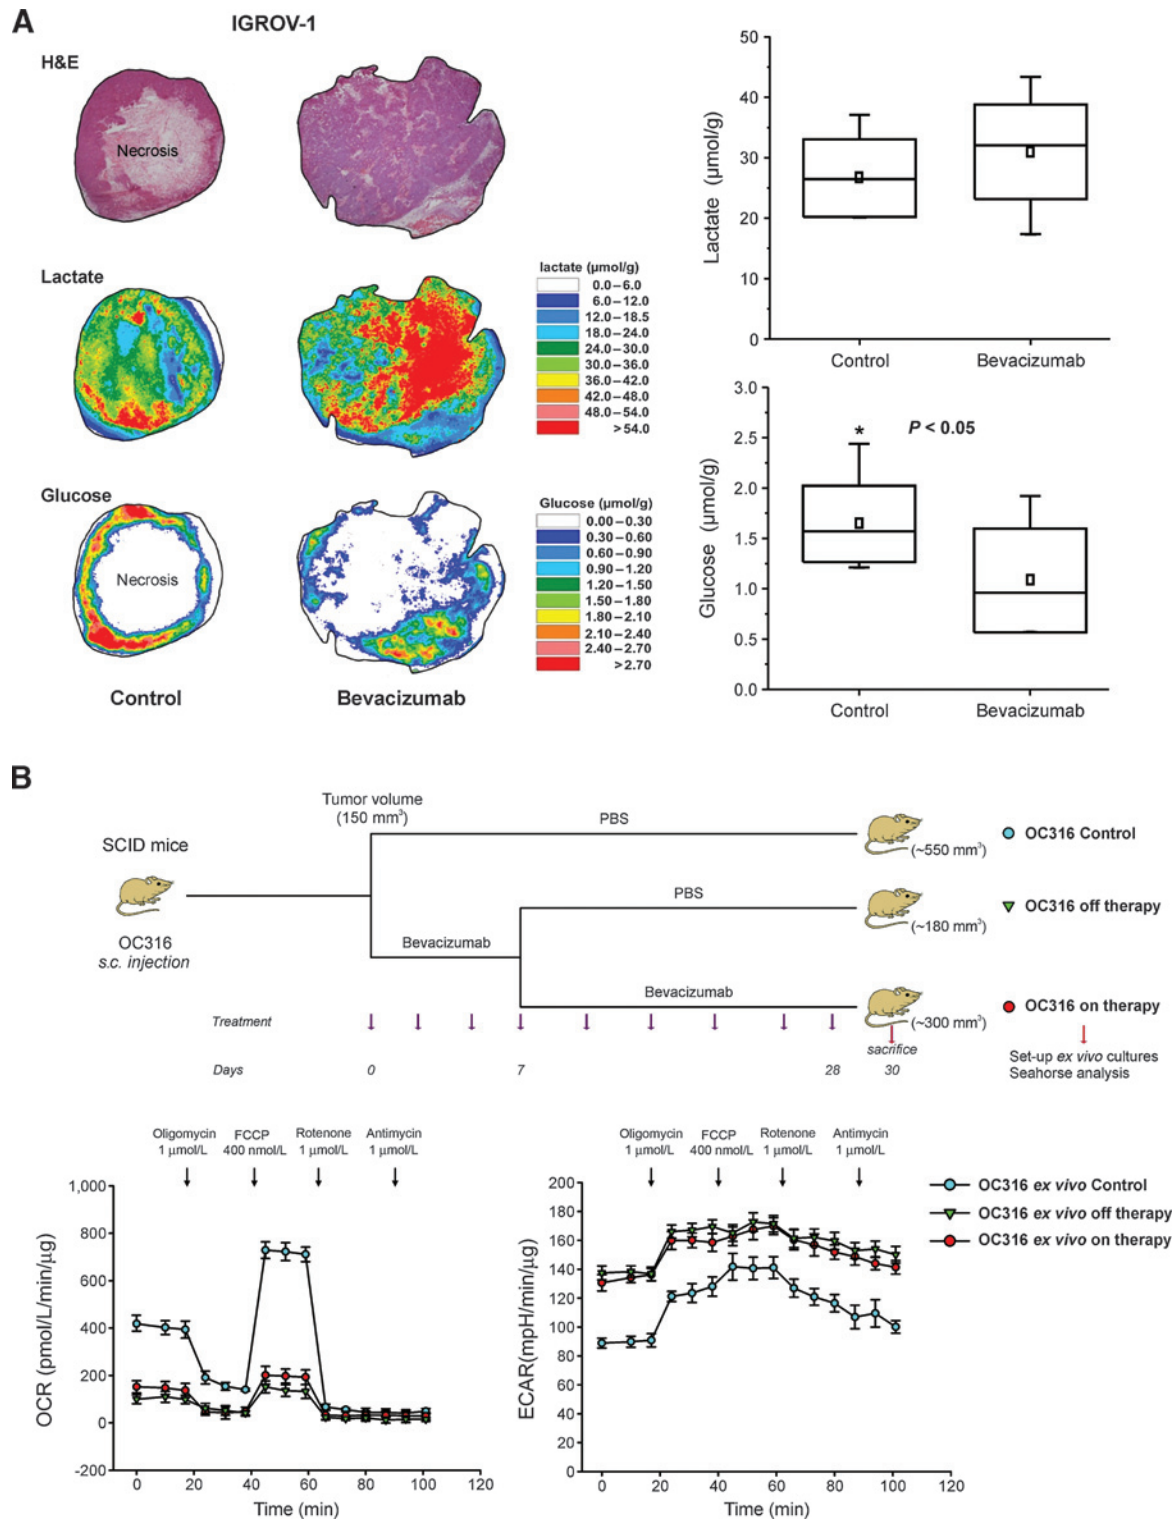 A
IGROV-1
H&E
Necrosis
Lactate
lactate (µmol/g)
0.0–6.0
6.0–12.0
12.0–18.5
18.0–24.0
24.0–30.0
30.0–36.0
36.0–42.0
42.0–48.0
48.0–54.0
>54.0
Glucose
Necrosis
Glucose (µmol/g)
0.00–0.30
0.30–0.60
0.60–0.90
0.90–1.20
1.20–1.50
1.50–1.80
1.80–2.10
2.10–2.40
2.40–2.70
>2.70
Control
Bevacizumab
50
40
30
20
10
0
Lactate (µmol/g)
Control
Bevacizumab
3.0
2.5
2.0
1.5
1.0
0.5
0.0
Glucose (µmol/g)
*
P < 0.05
Control
Bevacizumab
B
Tumor volume
(150 mm³)
PBS
SCID mice
(~550 mm³)
OC316 Control
PBS
(~180 mm³)
OC316 off therapy
OC316
s.c. injection
Bevacizumab
Bevacizumab
(~300 mm³)
OC316 on therapy
Treatment
sacrifice
Set-up ex vivo cultures
Seahorse analysis
Days
0
7
28
30
Oligomycin
1 µmol/L
FCCP
400 nmol/L
Rotenone
1 µmol/L
Antimycin
1 µmol/L
1,000
800
600
400
200
0
-200
OCR (pmol/L/min/µg)
0
20
40
60
80
100
120
Time (min)
Oligomycin
1 µmol/L
FCCP
400 nmol/L
Rotenone
1 µmol/L
Antimycin
1 µmol/L
200
180
160
140
120
100
80
60
40
20
0
ECAR(mpH/min/µg)
0
20
40
60
80
100
120
Time (min)
OC316 ex vivo Control
OC316 ex vivo off therapy
OC316 ex vivo on therapy